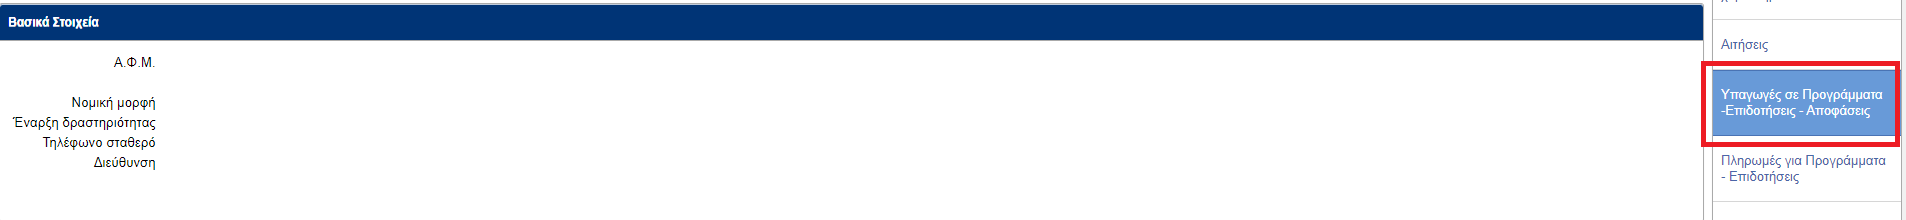 Βασικά Στοιχεία
Α.Φ.Μ.
Νομική μορφή
Έναρξη δραστηριότητας
Τηλέφωνο σταθερό
Διεύθυνση
Αιτήσεις
Υπαγωγές σε Προγράμματα
-Επιδοτήσεις - Αποφάσεις
Πληρωμές για Προγράμματα
- Επιδοτήσεις